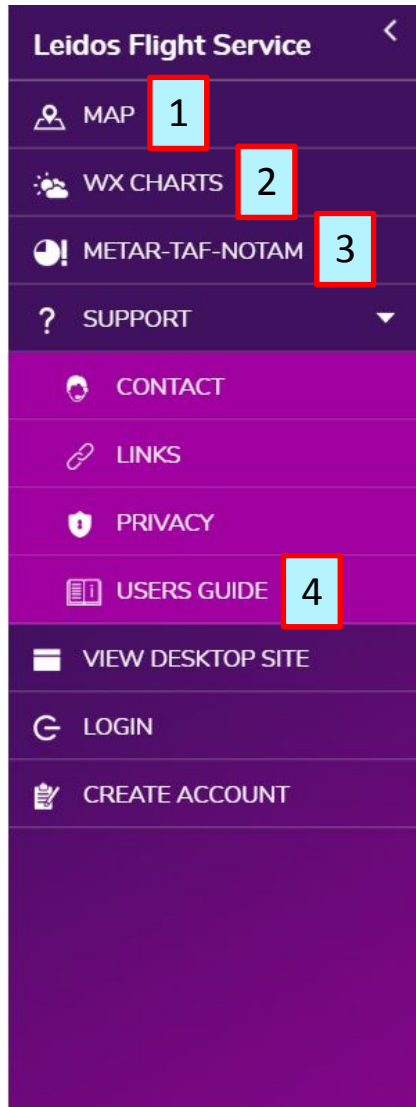 Leidos Flight Service
MAP 1
WX CHARTS 2
METAR-TAF-NOTAM 3
? SUPPORT
CONTACT
LINKS
PRIVACY
USERS GUIDE 4
VIEW DESKTOP SITE
LOGIN
CREATE ACCOUNT